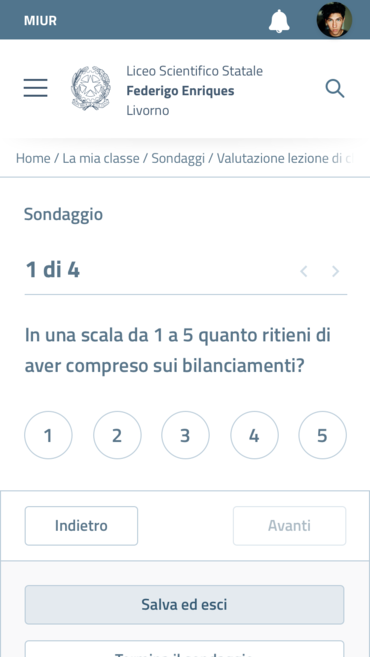 MIUR
Liceo Scientifico Statale
Federigo Enriques
Livorno
Home / La mia classe / Sondaggi / Valutazione lezione di
Sondaggio
1 di 4
In una scala da 1 a 5 quanto ritieni di
aver compreso sui bilanciamenti?
1 2 3 4 5
Indietro Avanti
Salva ed esci